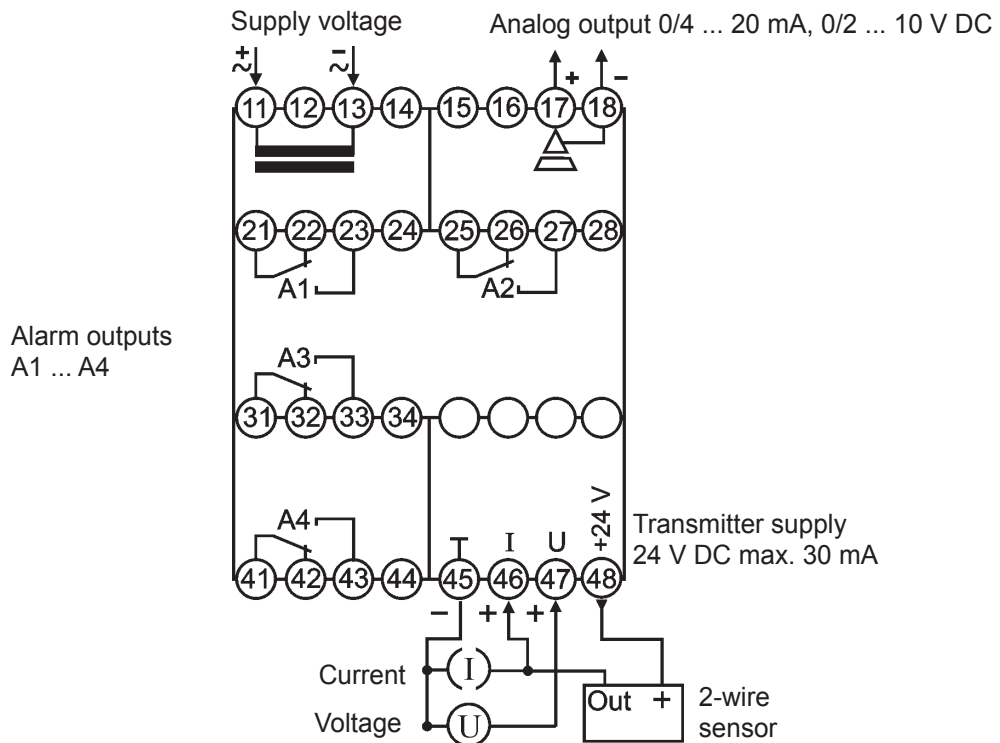 Supply voltage
Analog output 0/4 ... 20 mA, 0/2 ... 10 V DC
+ ~ - ~
+ -
11 12 13 14 15 16 17 18
21 22 23 24 25 26 27 28
A1 A2
Alarm outputs
A1 ... A4
A3
31 32 33 34
A4
I U +24 V
Transmitter supply
24 V DC max. 30 mA
41 42 43 44 45 46 47 48
- + +
Current I
Out +
2-wire
sensor
Voltage U